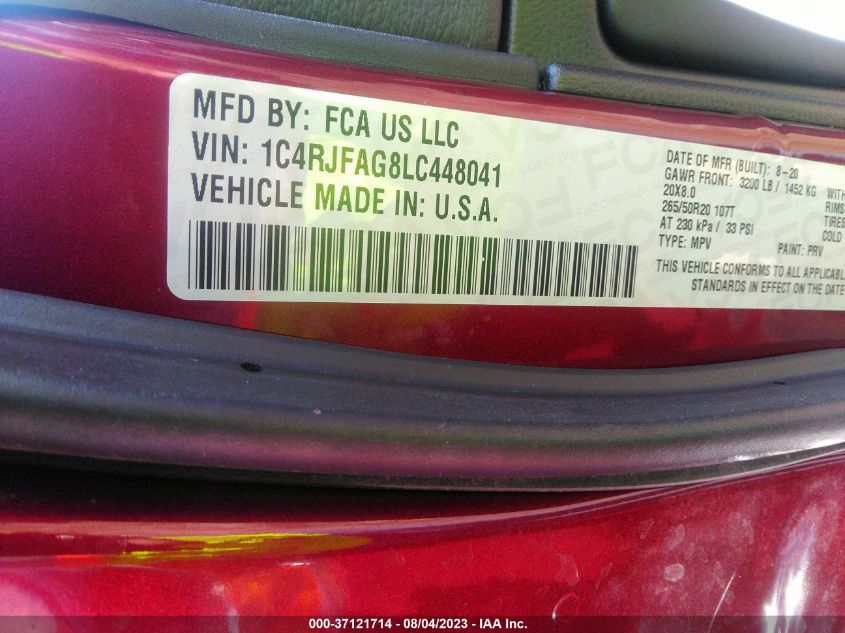 MFD BY: FCA US LLC
VIN: 1C4RJFAG8LC448041
VEHICLE MADE IN: U.S.A.
DATE OF MFR (BUILT): 8-20
GAWR FRONT: 3200 LB / 1452 KG WITH
20X8.0 RIMS
265/50R20 107T TIRES
AT 230 kPa / 33 PSI COLD
TYPE: MPV PAINT: PRV
THIS VEHICLE CONFORMS TO ALL APPLICABL
STANDARDS IN EFFECT ON THE DATE
000-37121714 - 08/04/2023 - IAA Inc.